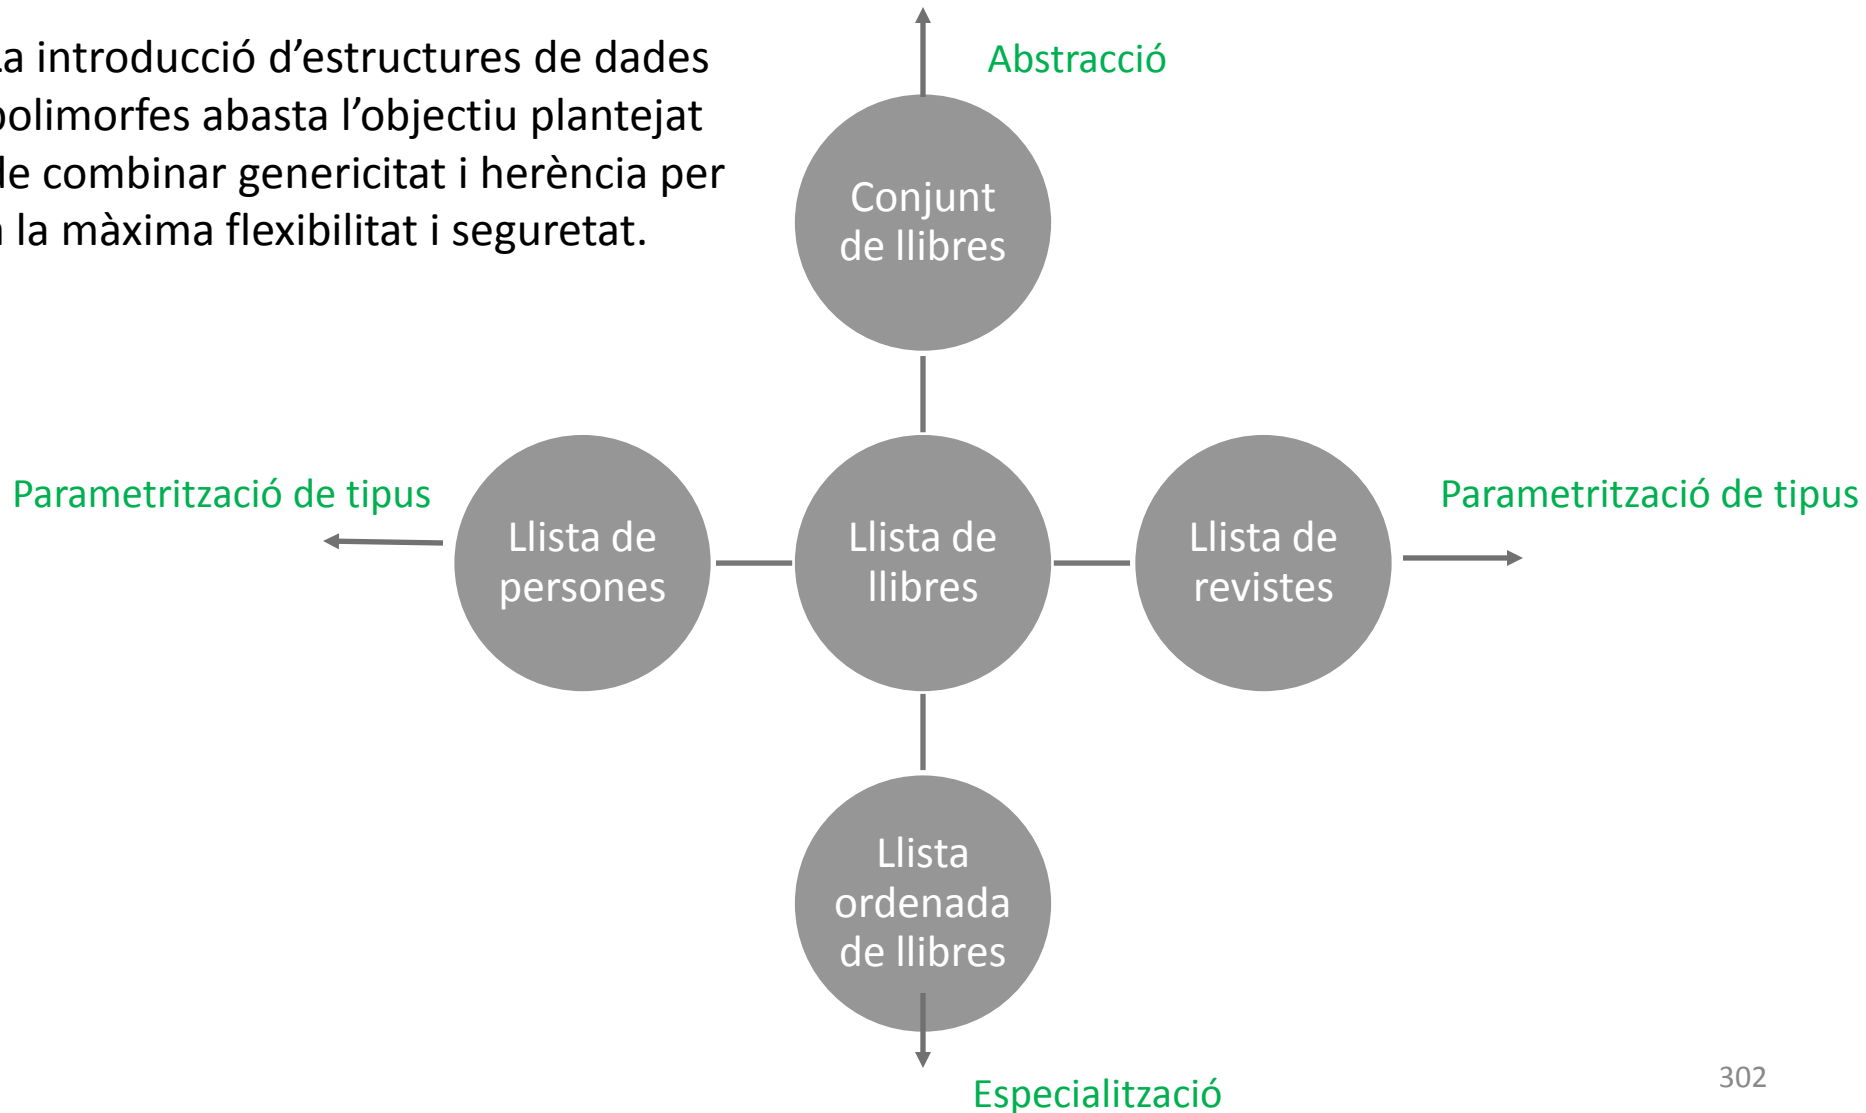 a introducció d'estructures de dades
polimorfes abasta l'objectiu plantejat
de combinar genericitat i herència per
a la màxima flexibilitat i seguretat.
Abstracció
Conjunt
de llibres
Parametrització de tipus
Parametrització de tipus
Llista de
persones
Llista de
llibres
Llista de
revistes
Llista
ordenada
de llibres
Especialització
302